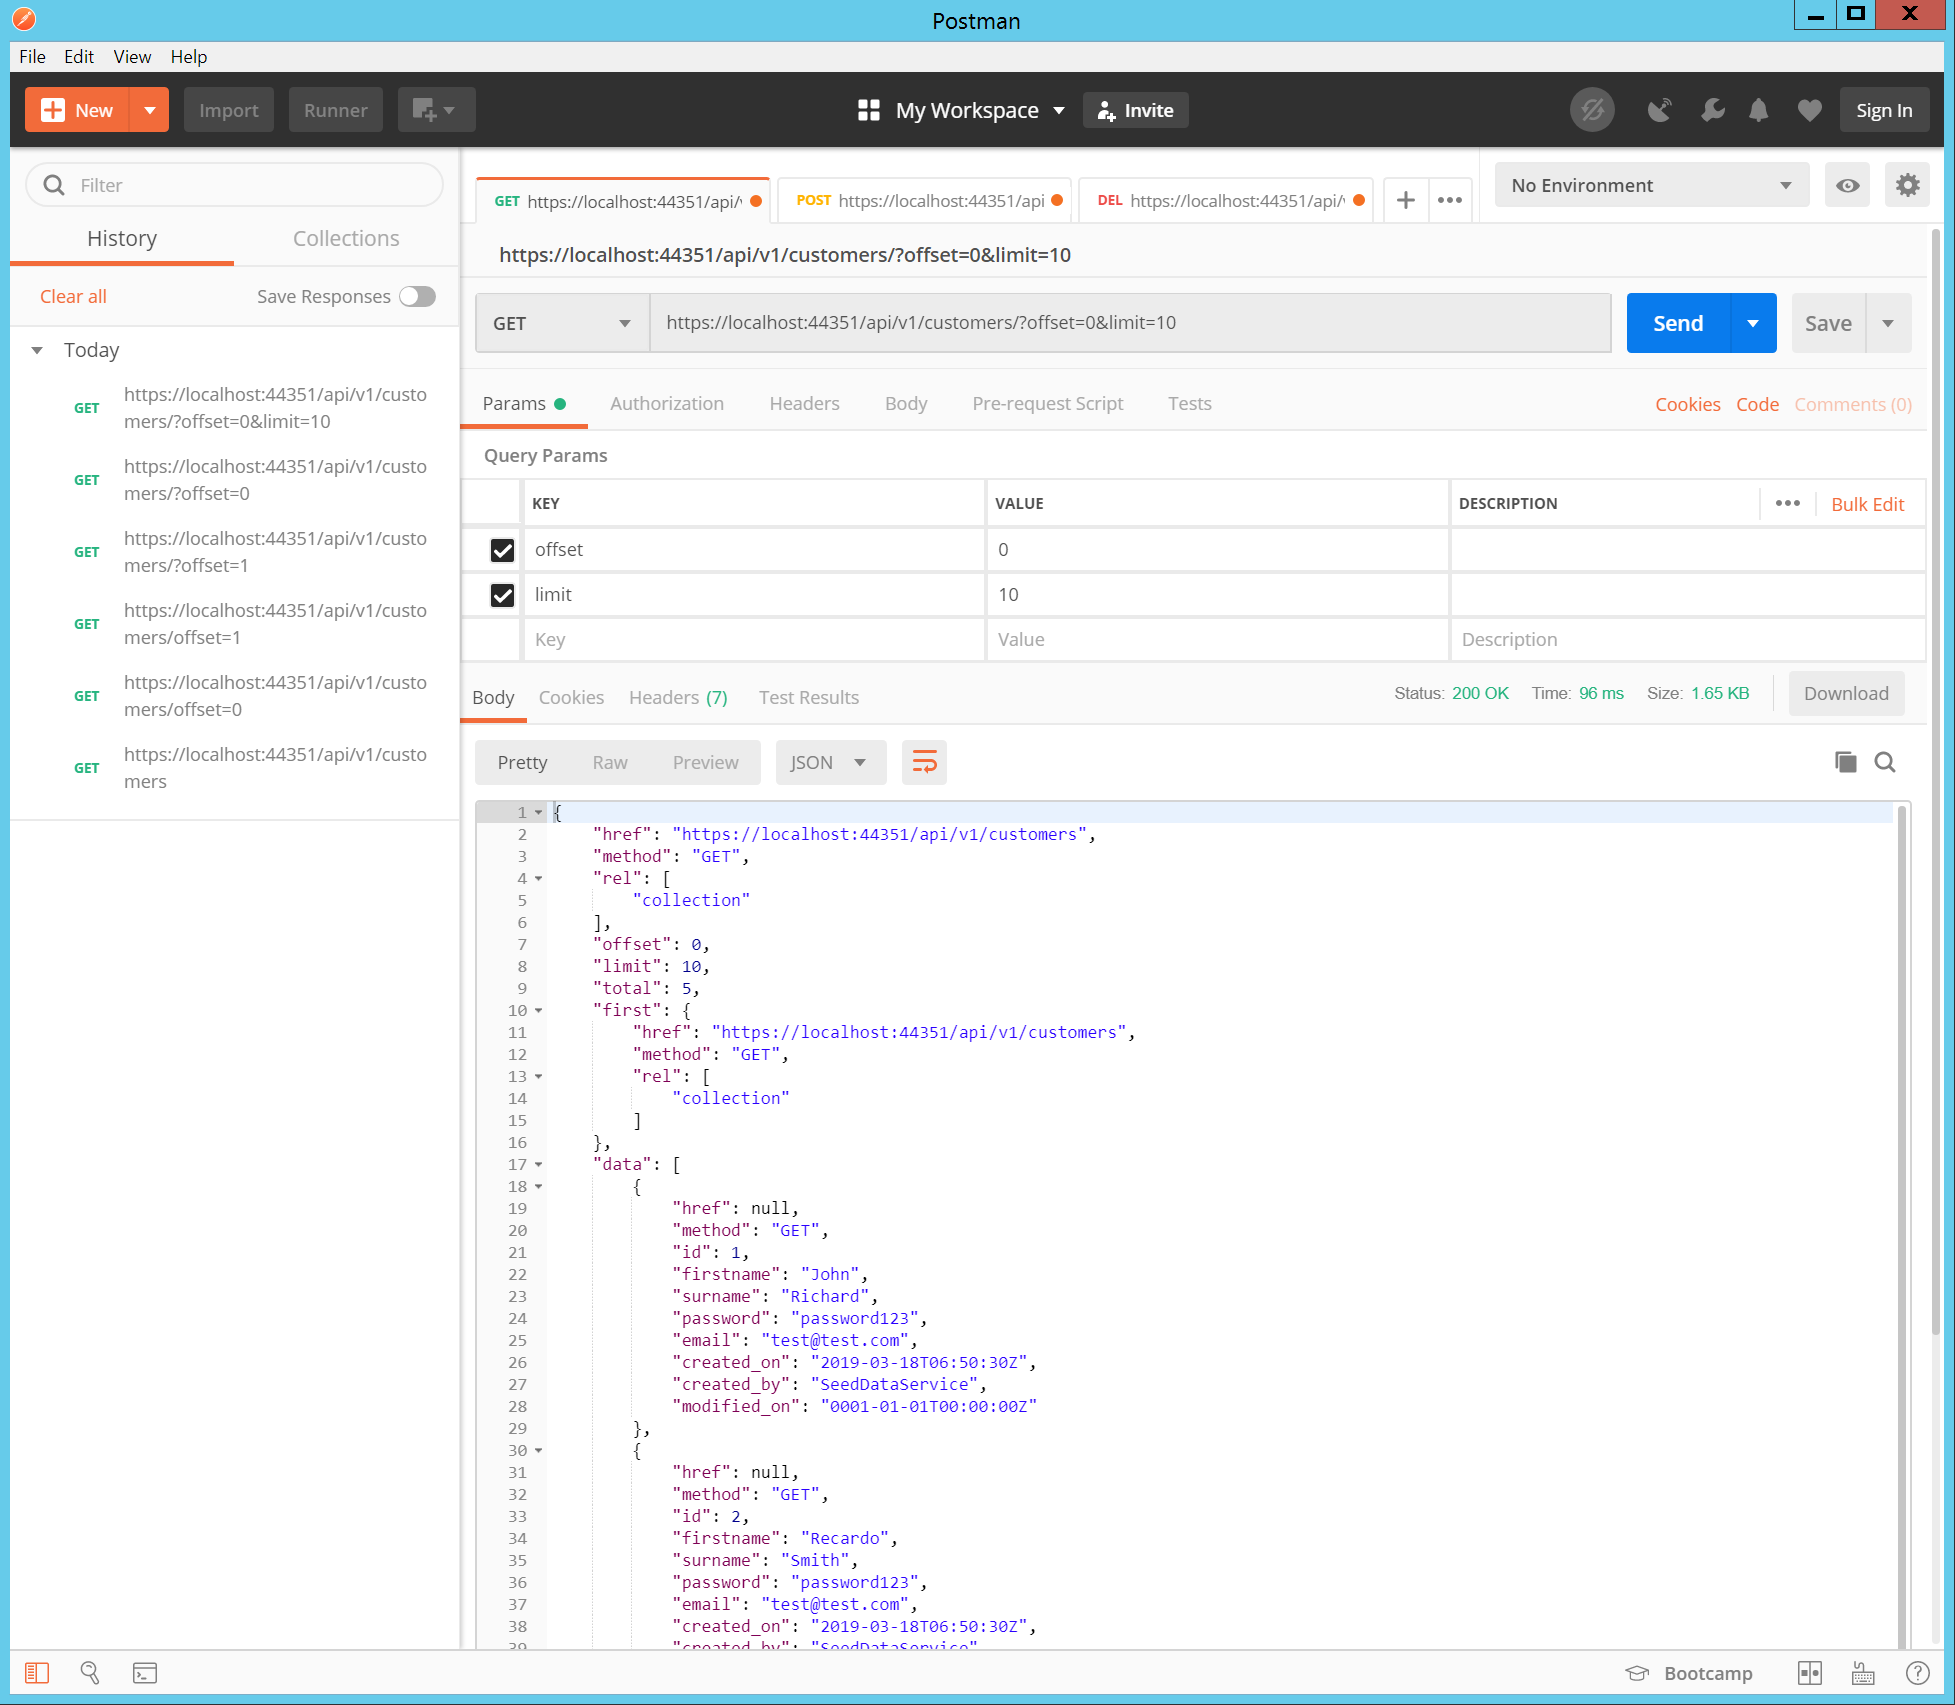 Postman
File Edit View Help
New Import Runner My Workspace Invite Sign In
Filter
History Collections
Clear all Save Responses
Today
GET https://localhost:44351/api/v1/custo
mers/?offset=0&limit=10
GET https://localhost:44351/api/v1/custo
mers/?offset=0
GET https://localhost:44351/api/v1/custo
mers/?offset=1
GET https://localhost:44351/api/v1/custo
mers/offset=1
GET https://localhost:44351/api/v1/custo
mers/offset=0
GET https://localhost:44351/api/v1/custo
mers
GET https://localhost:44351/api/v POST https://localhost:44351/api DEL https://localhost:44351/api/v + ••• No Environment
https://localhost:44351/api/v1/customers/?offset=0&limit=10
GET https://localhost:44351/api/v1/customers/?offset=0&limit=10 Send Save
Params Authorization Headers Body Pre-request Script Tests Cookies Code Comments (0)
Query Params
KEY VALUE DESCRIPTION ••• Bulk Edit
offset 0
limit 10
Key Value Description
Body Cookies Headers (7) Test Results Status: 200 OK Time: 96 ms Size: 1.65 KB Download
Pretty Raw Preview JSON
1 {
2 "href": "https://localhost:44351/api/v1/customers",
3 "method": "GET",
4 "rel": [
5 "collection"
6 ],
7 "offset": 0,
8 "limit": 10,
9 "total": 5,
10 "first": {
11 "href": "https://localhost:44351/api/v1/customers",
12 "method": "GET",
13 "rel": [
14 "collection"
15 ]
16 },
17 "data": [
18 {
19 "href": null,
20 "method": "GET",
21 "id": 1,
22 "firstname": "John",
23 "surname": "Richard",
24 "password": "password123",
25 "email": "test@test.com",
26 "created_on": "2019-03-18T06:50:30Z",
27 "created_by": "SeedDataService",
28 "modified_on": "0001-01-01T00:00:00Z"
29 },
30 {
31 "href": null,
32 "method": "GET",
33 "id": 2,
34 "firstname": "Recardo",
35 "surname": "Smith",
36 "password": "password123",
37 "email": "test@test.com",
38 "created_on": "2019-03-18T06:50:30Z",
39 "created_by": "SeedDataService"
Bootcamp